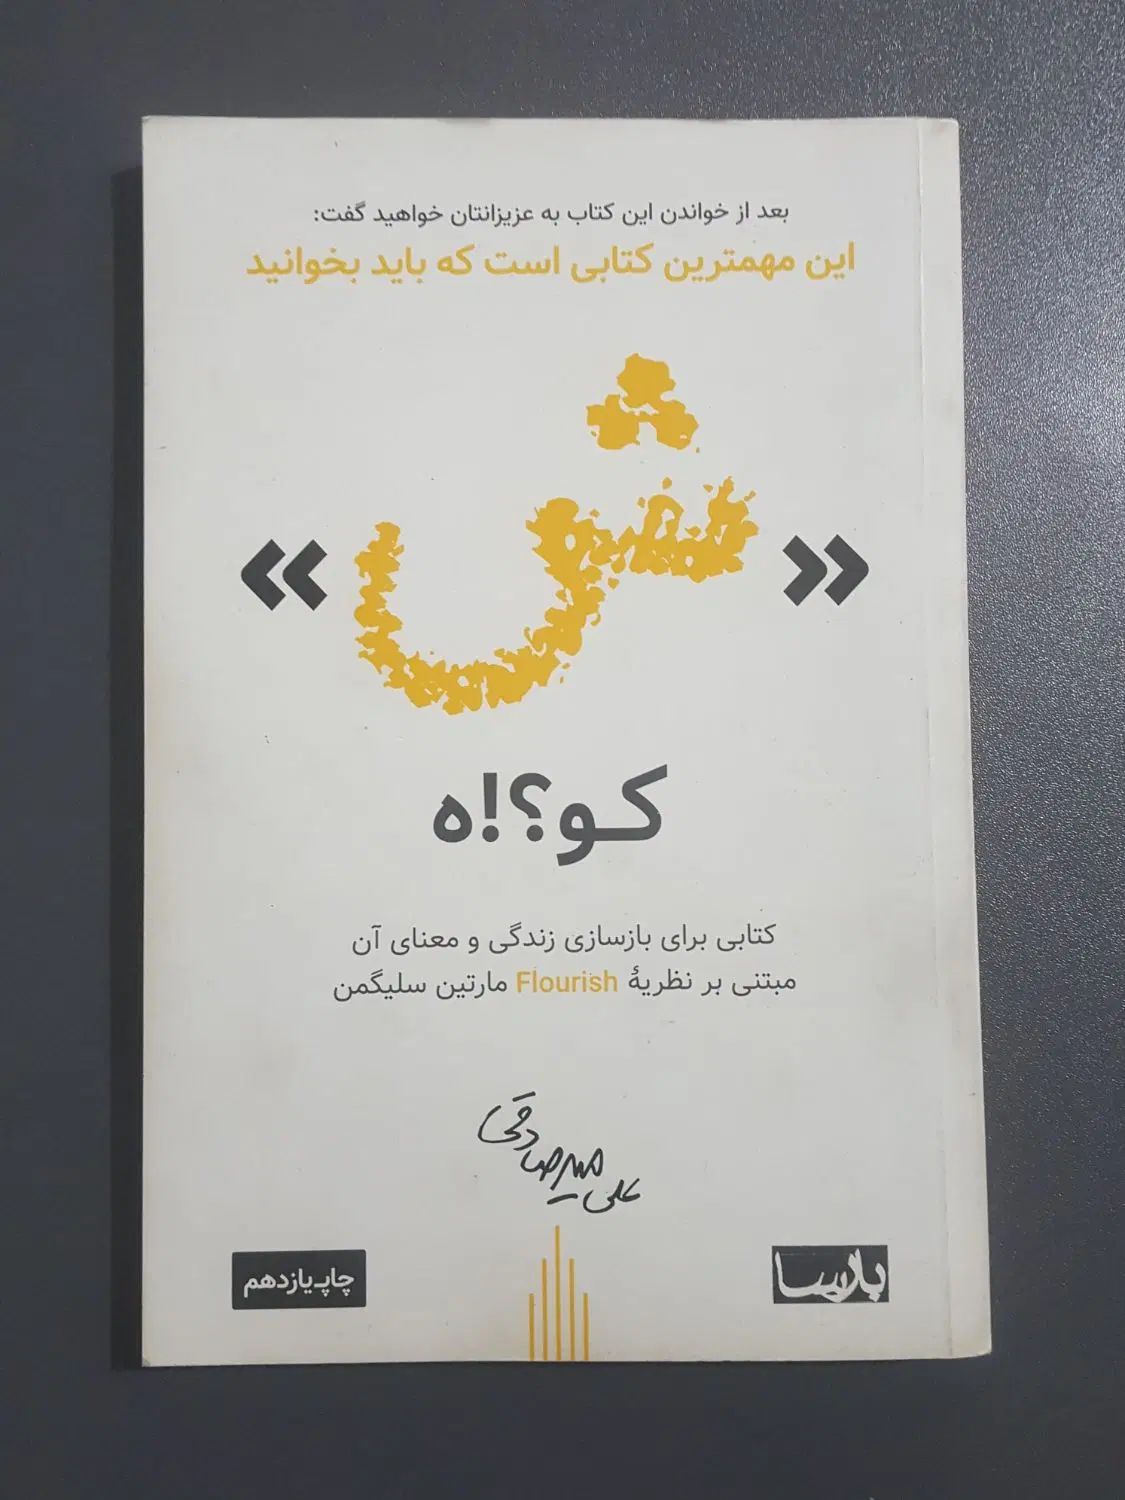 بعد از خواندن این کتاب به عزیزانتان خواهید گفت:
این مهمترین کتابی است که باید بخوانید
»ش«
کو؟!ه
کتابی برای بازسازی زندگی و معنای آن
مبتنی بر نظریهٔ Flourish مارتین سلیگمن
علی میرصادقی
پارسا
چاپ یازدهم